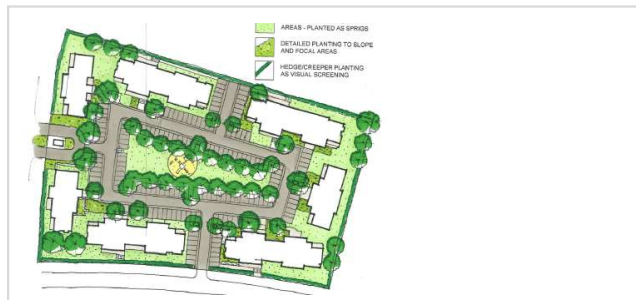 AREAS - PLANTED AS SPRIGS
DETAILED PLANTING TO SLOPE
AND FOCAL AREAS
HEDGE/CREEPER PLANTING
AS VISUAL SCREENING